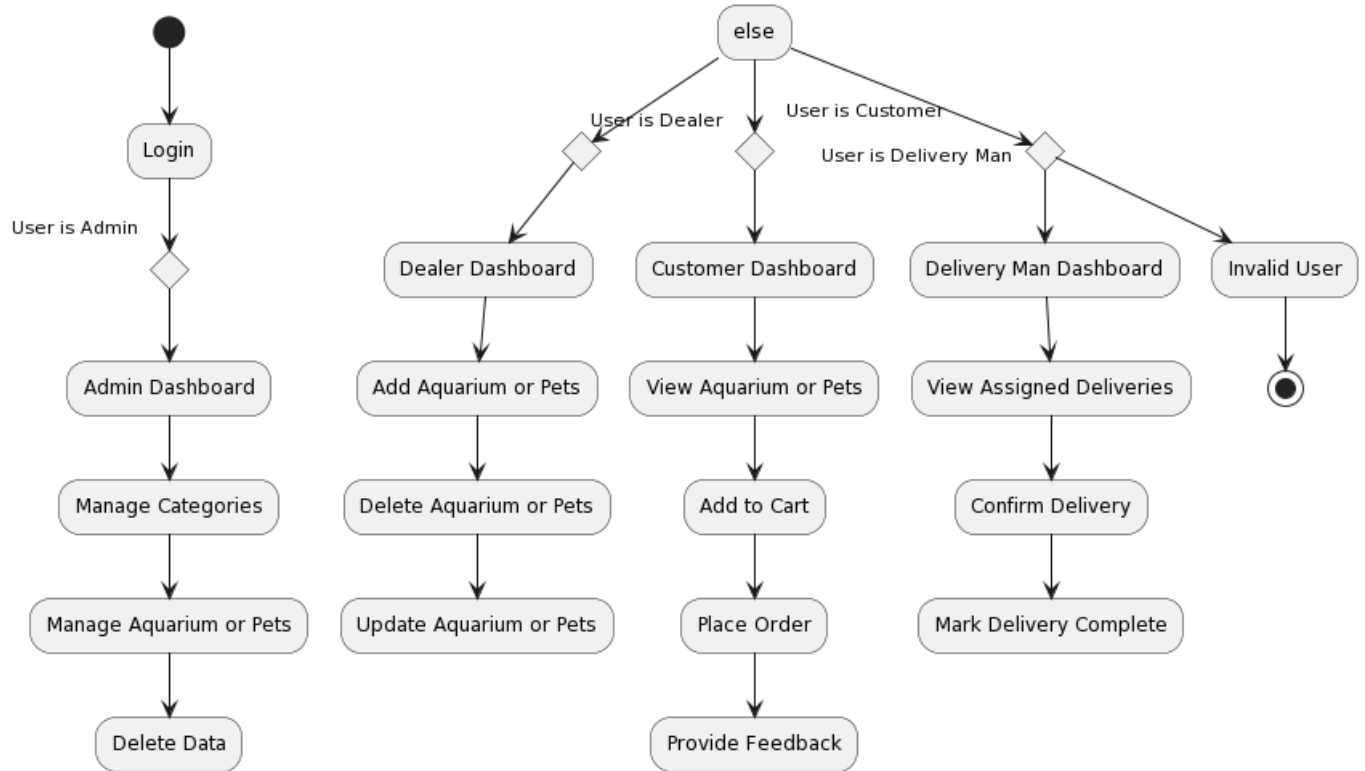 else
User is Dealer
User is Customer
Login
User is Delivery Man
User is Admin
Dealer Dashboard
Customer Dashboard
Delivery Man Dashboard
Invalid User
Admin Dashboard
Add Aquarium or Pets
View Aquarium or Pets
View Assigned Deliveries
Manage Categories
Delete Aquarium or Pets
Add to Cart
Confirm Delivery
Manage Aquarium or Pets
Update Aquarium or Pets
Place Order
Mark Delivery Complete
Delete Data
Provide Feedback